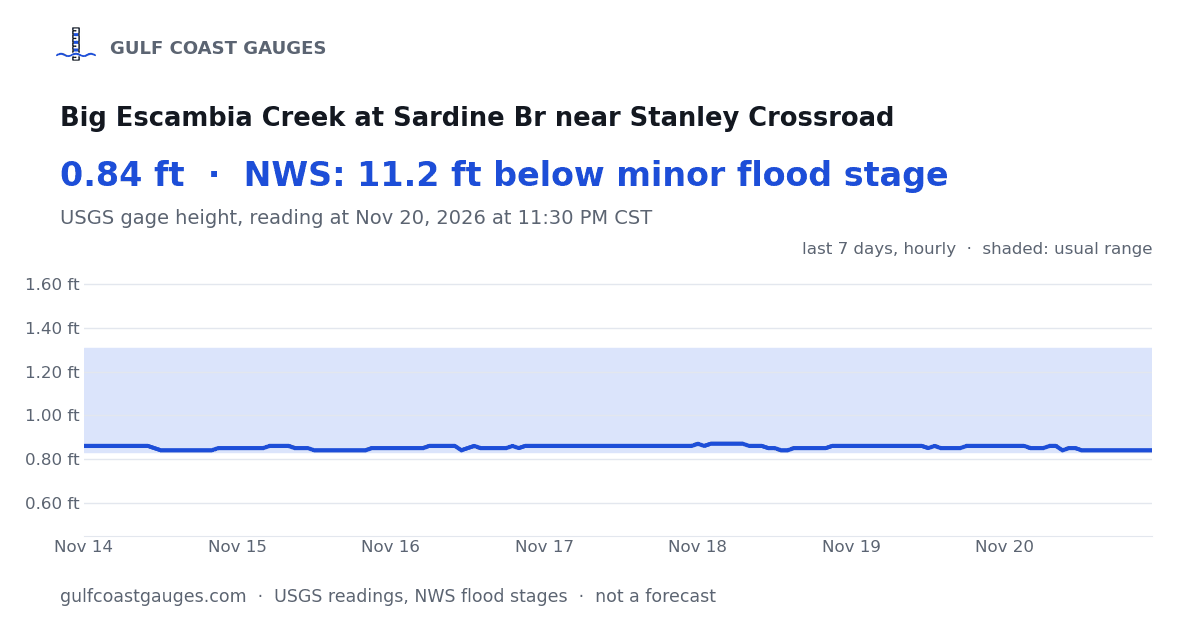 GULF COAST GAUGES
Big Escambia Creek at Sardine Br near Stanley Crossroad
0.84 ft · NWS: 11.2 ft below minor flood stage
USGS gage height, reading at Nov 20, 2026 at 11:30 PM CST
last 7 days, hourly · shaded: usual range
1.60 ft
1.40 ft
1.20 ft
1.00 ft
0.80 ft
0.60 ft
Nov 14 Nov 15 Nov 16 Nov 17 Nov 18 Nov 19 Nov 20
gulfcoastgauges.com · USGS readings, NWS flood stages · not a forecast